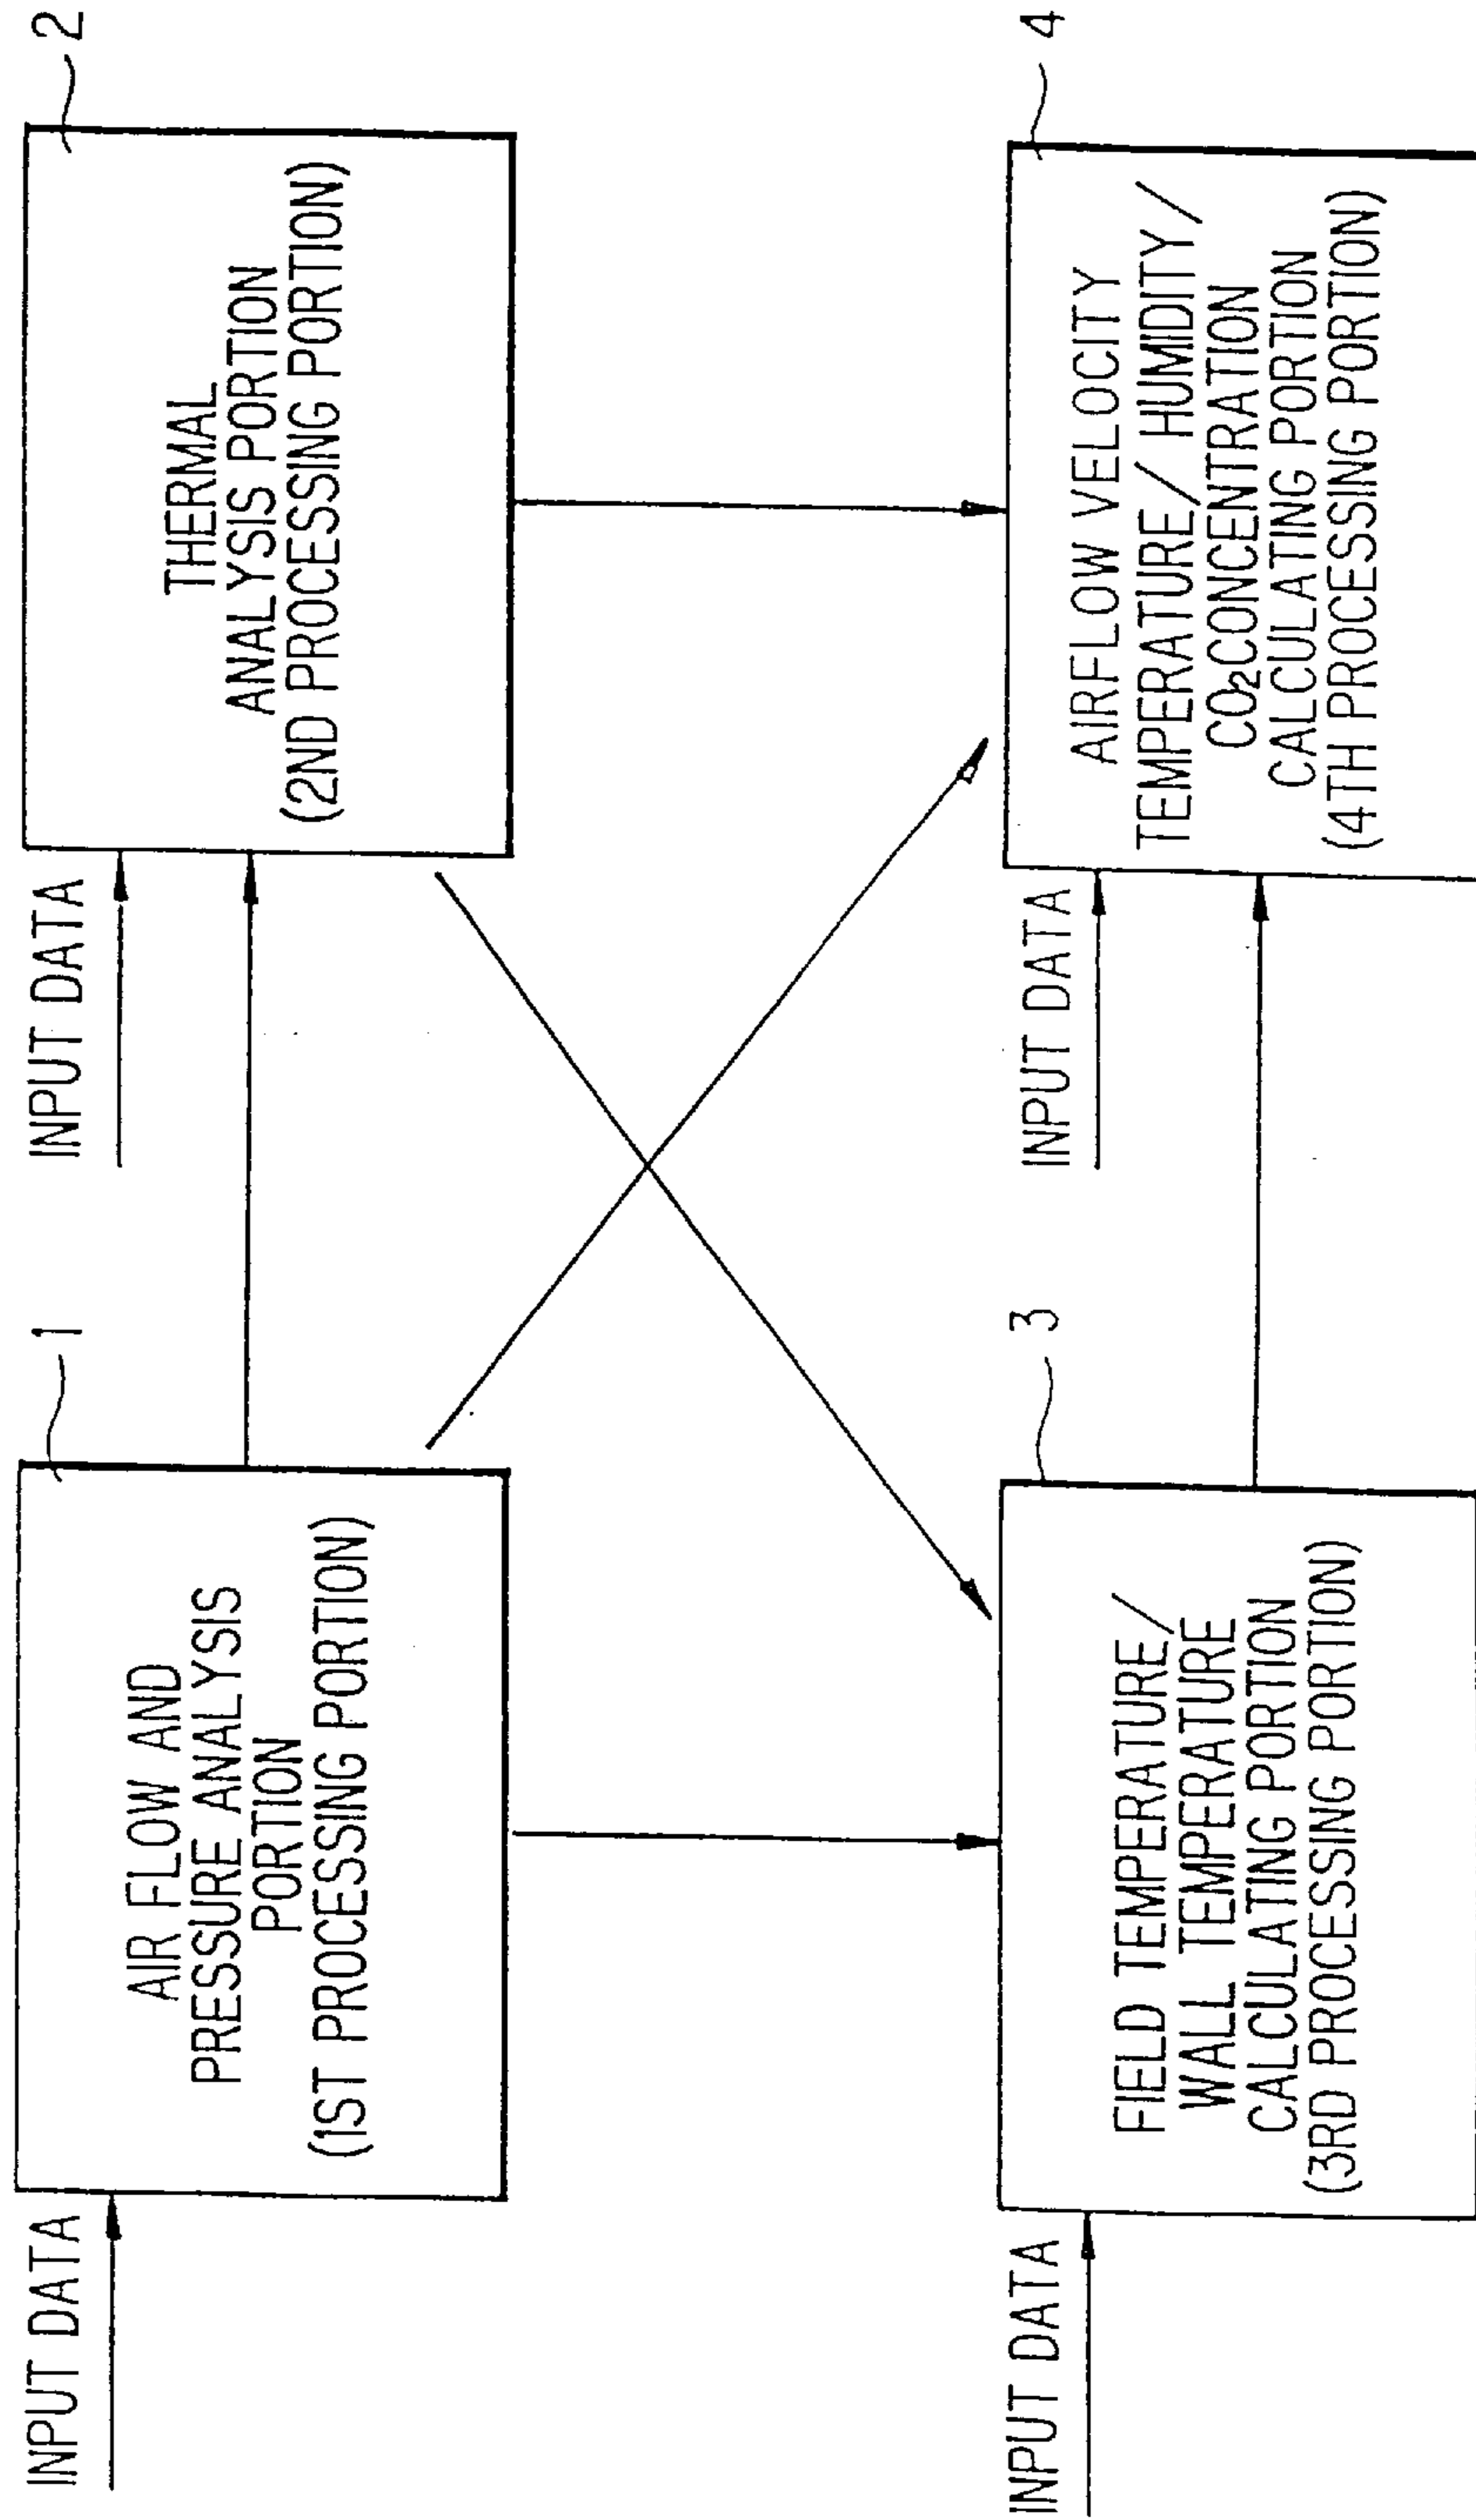 INPUT DATA
1
AIR FLOW AND
PRESSURE ANALYSIS
PORTION
(1ST PROCESSING PORTION)
INPUT DATA
2
THERMAL
ANALYSIS PORTION
(2ND PROCESSING PORTION)
INPUT DATA
3
FIELD TEMPERATURE/
WALL TEMPERATURE
CALCULATING PORTION
(3RD PROCESSING PORTION)
INPUT DATA
4
AIRFLOW VELOCITY
TEMPERATURE/HUMIDITY/
CO2CONCENTRATION
CALCULATING PORTION
(4TH PROCESSING PORTION)